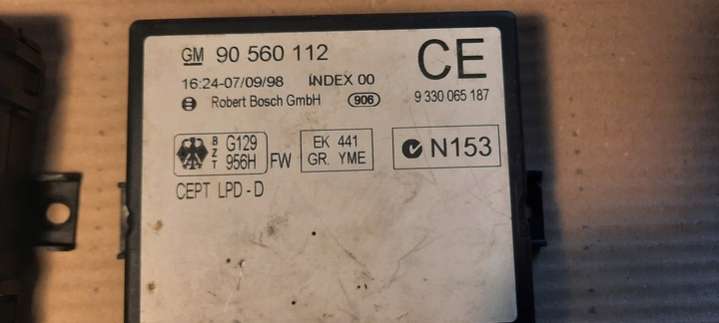 GM 90 560 112
CE
16:24-07/09/98 INDEX 00
Robert Bosch GmbH 906
9 330 065 187
BZT G129 956H FW
EK 441
GR. YME
N153
CEPT LPD - D